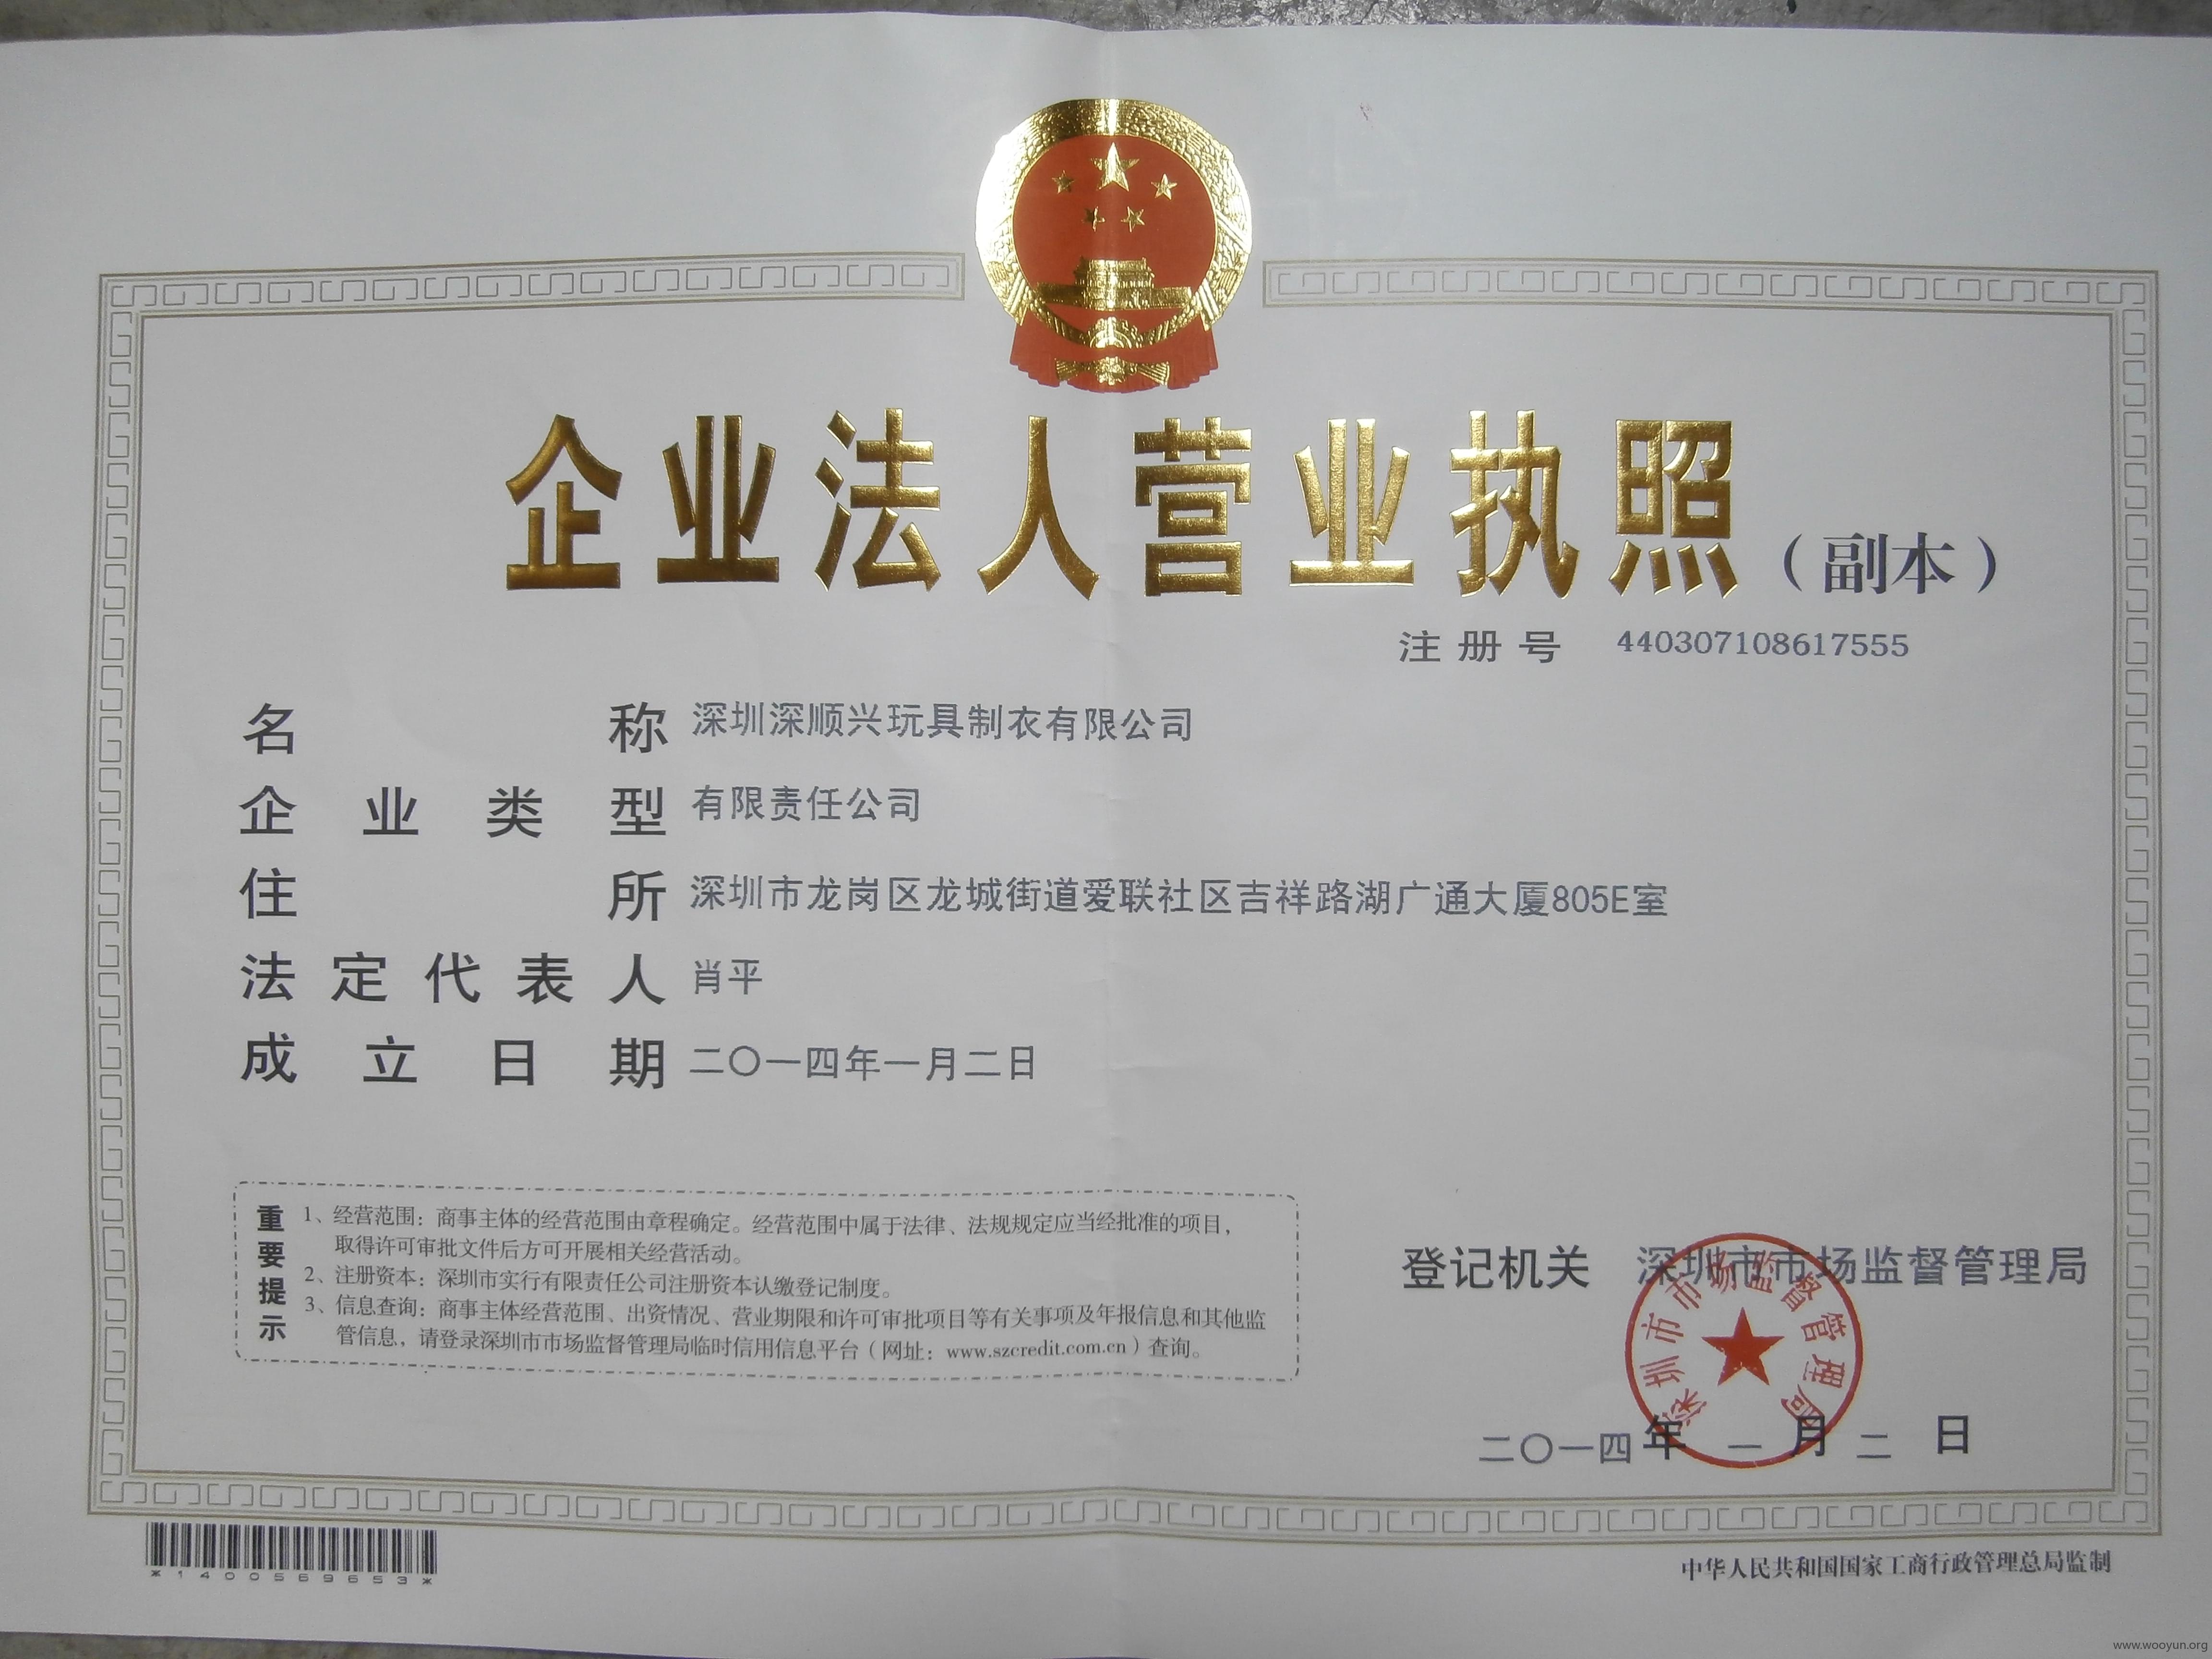 企业法人营业执照（副本）
注册号 440307108617555
名称 深圳深顺兴玩具制衣有限公司
企业类型 有限责任公司
住所 深圳市龙岗区龙城街道爱联社区吉祥路湖广通大厦805E室
法定代表人 肖平
成立日期 二〇一四年一月二日
重要提示
1、经营范围：商事主体的经营范围由章程确定。经营范围中属于法律、法规规定应当经批准的项目，
取得许可审批文件后方可开展相关经营活动。
2、注册资本：深圳市实行有限责任公司注册资本认缴登记制度。
3、信息查询：商事主体经营范围、出资情况、营业期限和许可审批项目等有关事项及年报信息和其他监
管信息，请登录深圳市市场监督管理局临时信用信息平台（网址：www.szcredit.com.cn）查询。
登记机关 深圳市市场监督管理局
深圳市市场监督管理局
二〇一四年一月二日
*1400569653*
中华人民共和国国家工商行政管理总局监制
www.wooyun.org